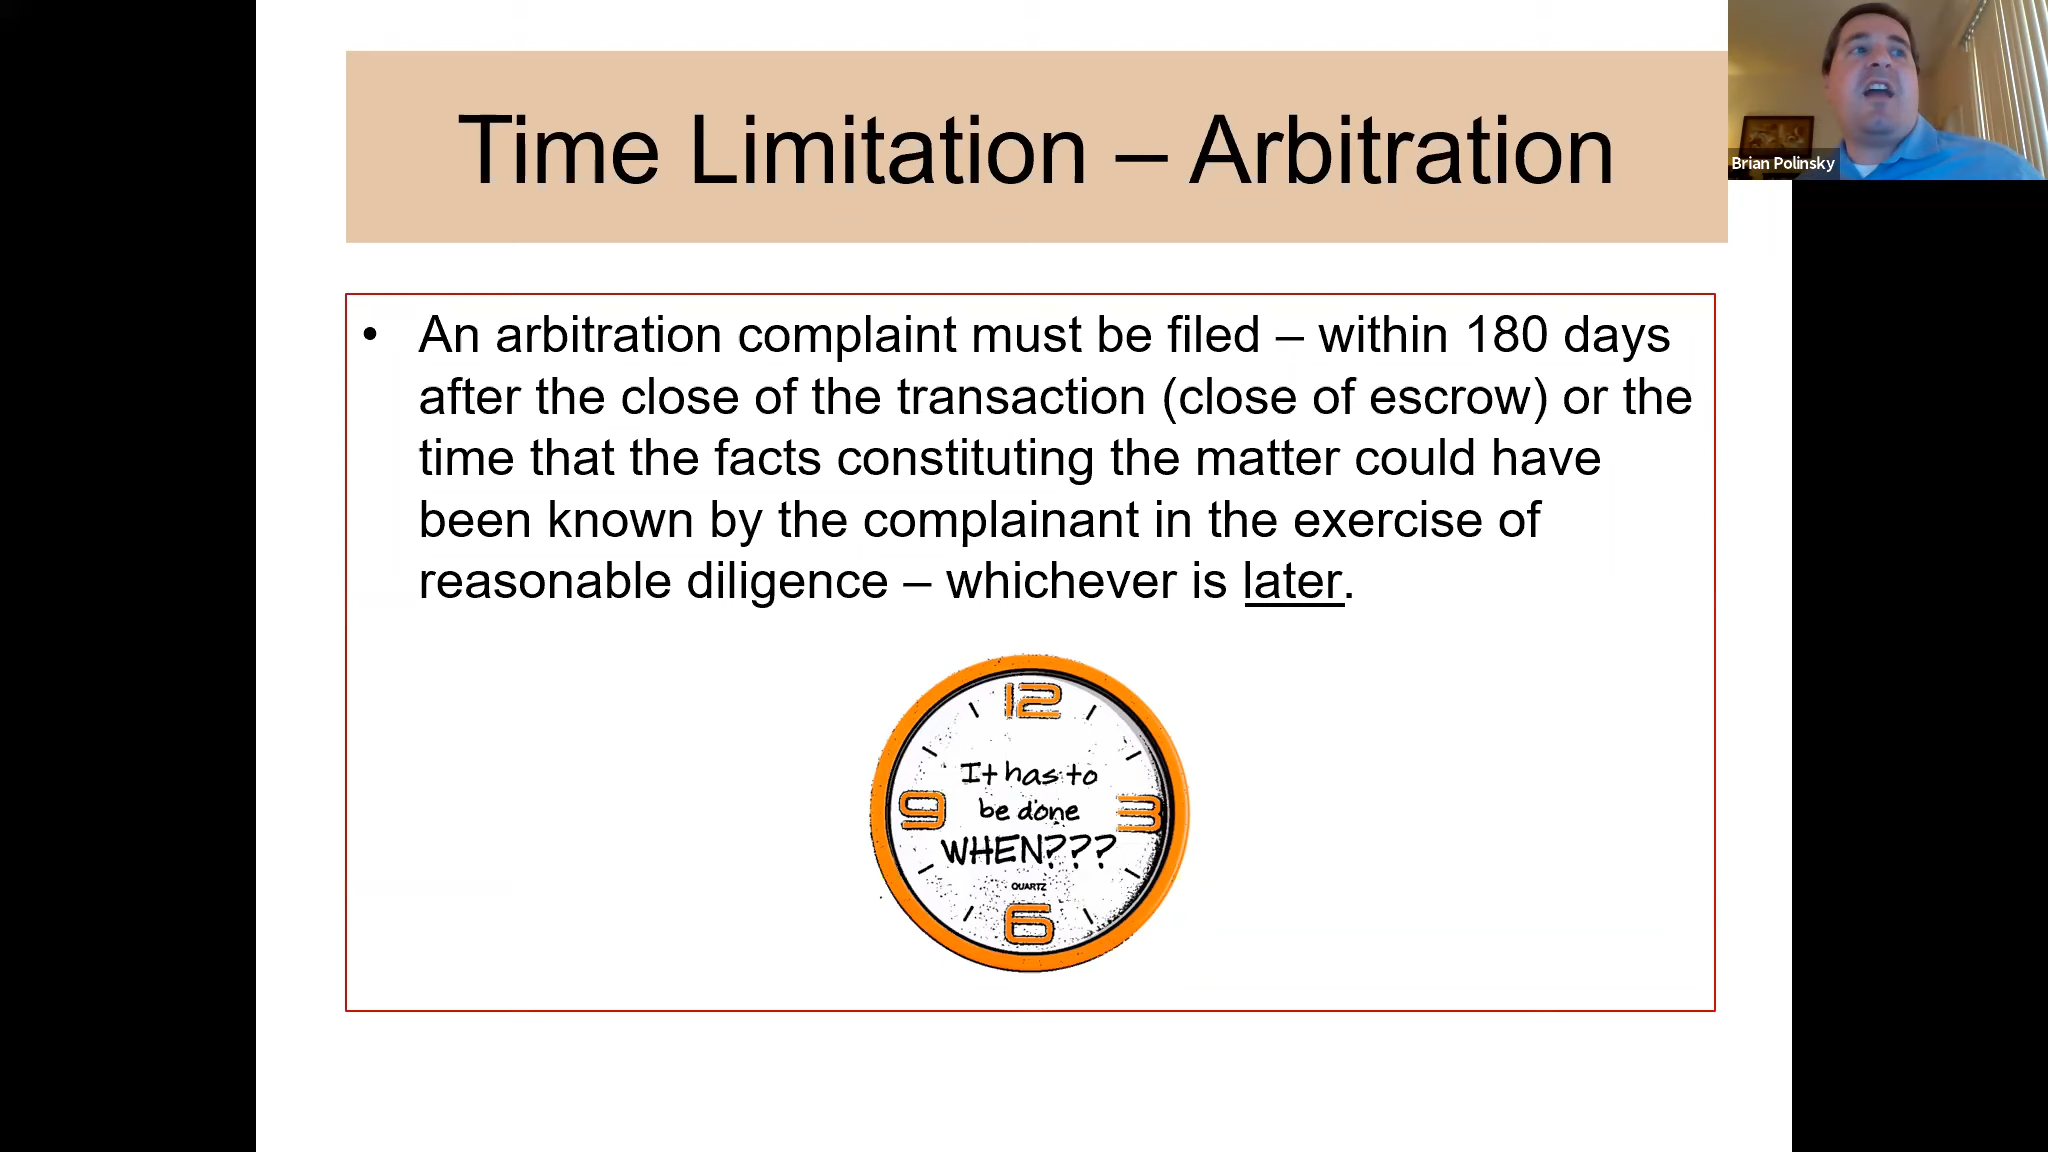 Time Limitation – Arbitration
Brian Polinsky
• An arbitration complaint must be filed – within 180 days
after the close of the transaction (close of escrow) or the
time that the facts constituting the matter could have
been known by the complainant in the exercise of
reasonable diligence – whichever is later.
12
It has to
be done
9
3
WHEN???
QUARTZ
6